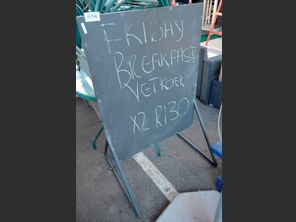 FRIDAY
BREAKFAST
VETKOEK
X2 R130